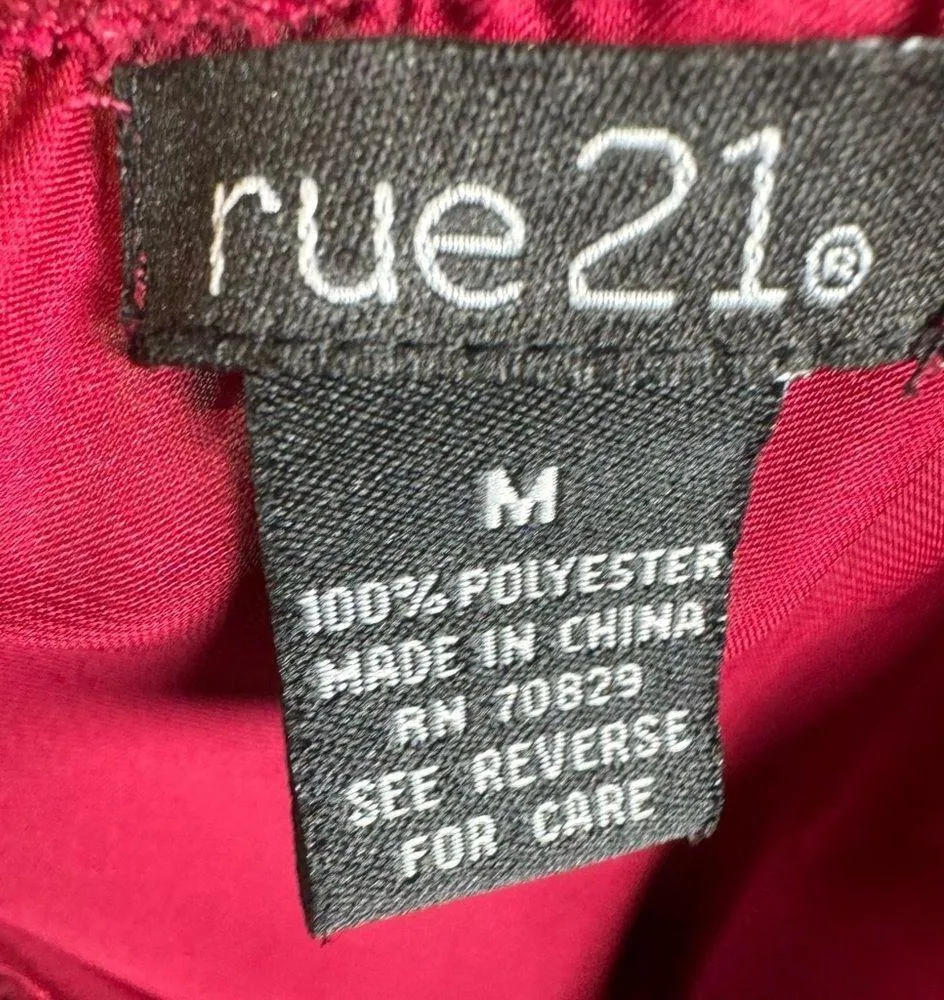 rue21®
M
100% POLYESTER
MADE IN CHINA
RN 70829
SEE REVERSE
FOR CARE